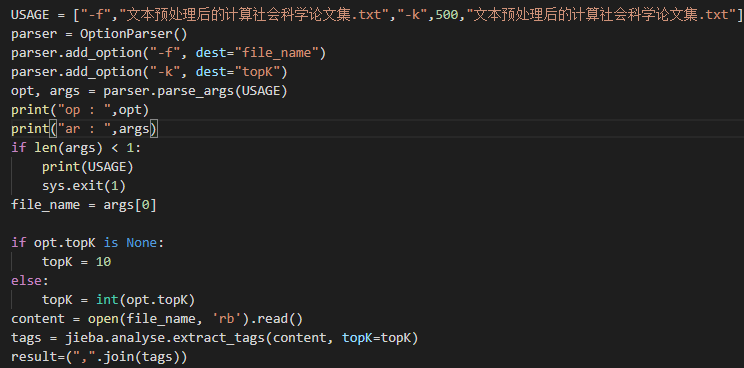 USAGE = ["-f","文本预处理后的计算社会科学论文集.txt","-k",500,"文本预处理后的计算社会科学论文集.txt"]
parser = OptionParser()
parser.add_option("-f", dest="file_name")
parser.add_option("-k", dest="topK")
opt, args = parser.parse_args(USAGE)
print("op : ",opt)
print("ar : ",args)
if len(args) < 1:
    print(USAGE)
    sys.exit(1)
file_name = args[0]

if opt.topK is None:
    topK = 10
else:
    topK = int(opt.topK)
content = open(file_name, 'rb').read()
tags = jieba.analyse.extract_tags(content, topK=topK)
result=(",".join(tags))